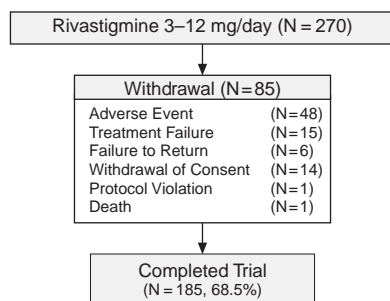 Rivastigmine 3–12 mg/day (N = 270)
Withdrawal (N = 85)
Adverse Event (N = 48)
Treatment Failure (N = 15)
Failure to Return (N = 6)
Withdrawal of Consent (N = 14)
Protocol Violation (N = 1)
Death (N = 1)
Completed Trial
(N = 185, 68.5%)